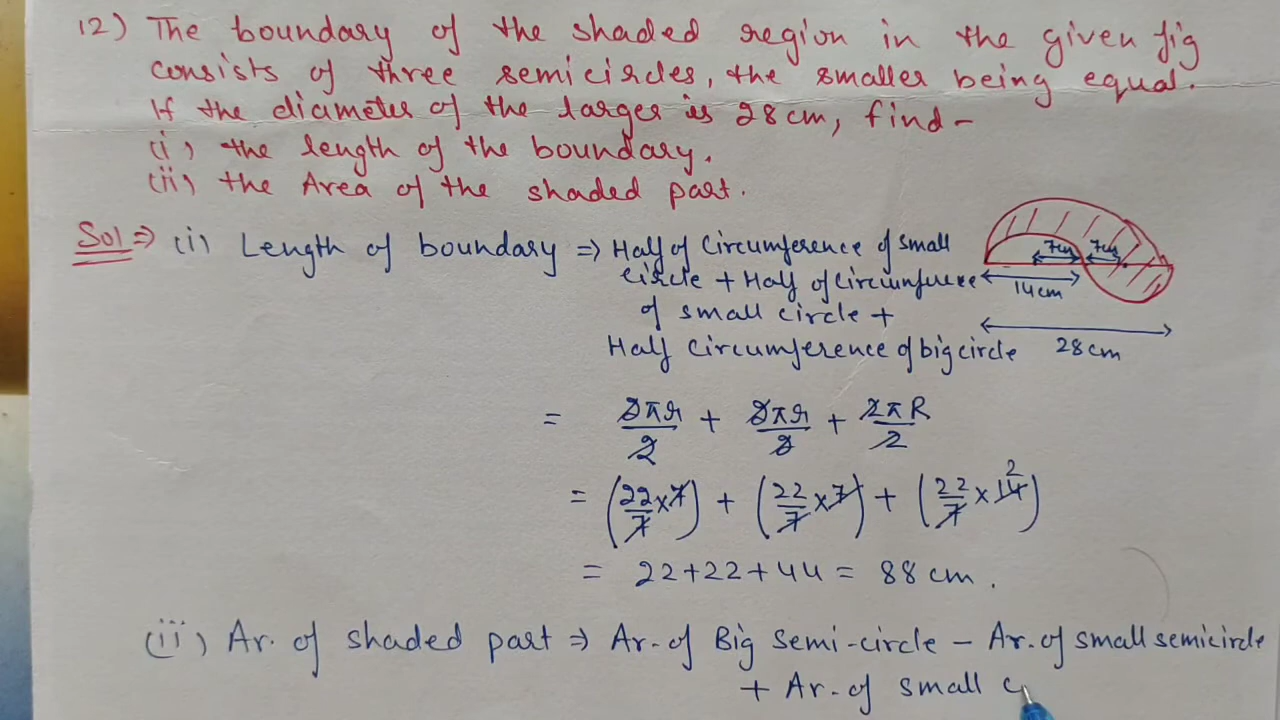 12) The boundary of the shaded region in the given fig
consists of three semicircles, the smaller being equal.
If the diameter of the larger is 28cm, find-
(i) the length of the boundary.
(ii) the Area of the shaded part.
Sol⇒ (i) Length of boundary ⇒ Half of Circumference of small
circle + Half of circumference
of small circle +
Half Circumference of big circle
7cm 7cm
14cm
28cm
= 2πr/2 + 2πr/2 + 2πR/2
= (22/7 × 7) + (22/7 × 7) + (22/7 × 14) 2
= 22+22+44 = 88 cm.
(ii) Ar. of shaded part ⇒ Ar. of Big Semi-circle - Ar. of small semicircle
+ Ar. of small